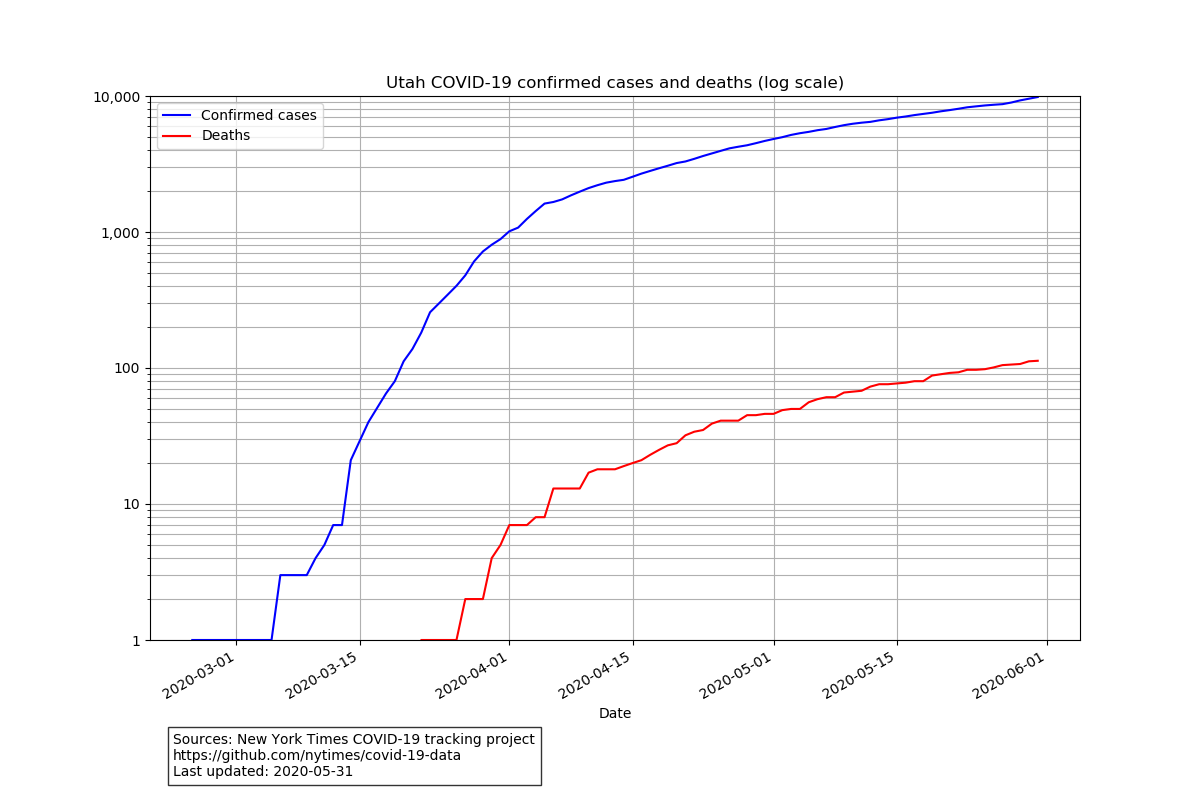 Utah COVID-19 confirmed cases and deaths (log scale)
10,000
1,000
100
10
1
Confirmed cases
Deaths
2020-03-01
2020-03-15
2020-04-01
2020-04-15
2020-05-01
2020-05-15
2020-06-01
Date
Sources: New York Times COVID-19 tracking project
https://github.com/nytimes/covid-19-data
Last updated: 2020-05-31